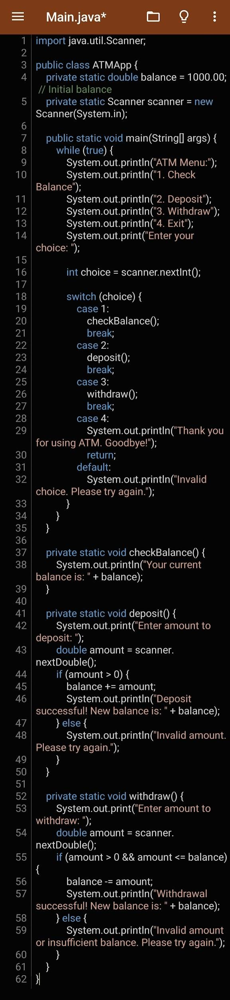 Main.java*
1 import java.util.Scanner;
2
3 public class ATMApp {
4 private static double balance = 1000.00;
// Initial balance
5 private static Scanner scanner = new
Scanner(System.in);
6
7 public static void main(String[] args) {
8 while (true) {
9 System.out.println("ATM Menu:");
10 System.out.println("1. Check
Balance");
11 System.out.println("2. Deposit");
12 System.out.println("3. Withdraw");
13 System.out.println("4. Exit");
14 System.out.print("Enter your
choice: ");
15
16 int choice = scanner.nextInt();
17
18 switch (choice) {
19 case 1:
20 checkBalance();
21 break;
22 case 2:
23 deposit();
24 break;
25 case 3:
26 withdraw();
27 break;
28 case 4:
29 System.out.println("Thank you
for using ATM. Goodbye!");
30 return;
31 default:
32 System.out.println("Invalid
choice. Please try again.");
33 }
34 }
35 }
36
37 private static void checkBalance() {
38 System.out.println("Your current
balance is: " + balance);
39 }
40
41 private static void deposit() {
42 System.out.print("Enter amount to
deposit: ");
43 double amount = scanner.
nextDouble();
44 if (amount > 0) {
45 balance += amount;
46 System.out.println("Deposit
successful! New balance is: " + balance);
47 } else {
48 System.out.println("Invalid amount.
Please try again.");
49 }
50 }
51
52 private static void withdraw() {
53 System.out.print("Enter amount to
withdraw: ");
54 double amount = scanner.
nextDouble();
55 if (amount > 0 && amount <= balance)
{
56 balance -= amount;
57 System.out.println("Withdrawal
successful! New balance is: " + balance);
58 } else {
59 System.out.println("Invalid amount
or insufficient balance. Please try again.");
60 }
61 }
62 }